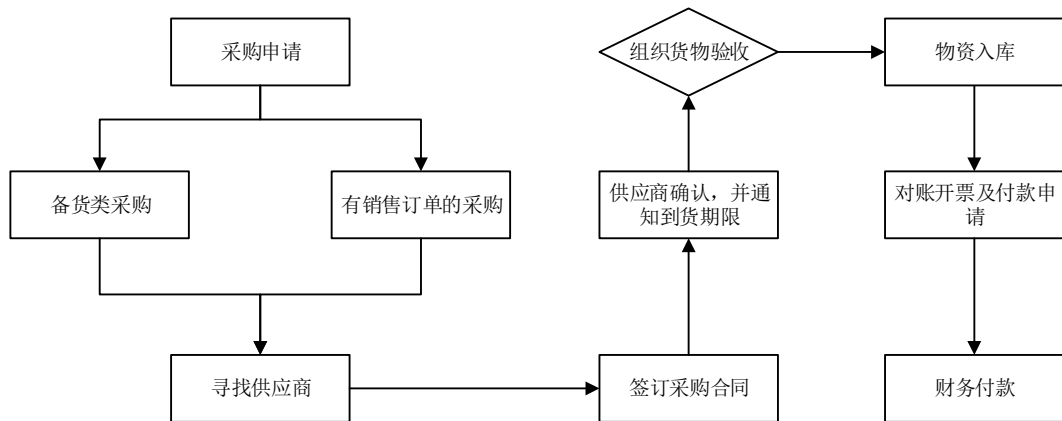 采购申请
备货类采购
有销售订单的采购
寻找供应商
签订采购合同
供应商确认，并通
知到货期限
组织货物验收
物资入库
对账开票及付款申
请
财务付款